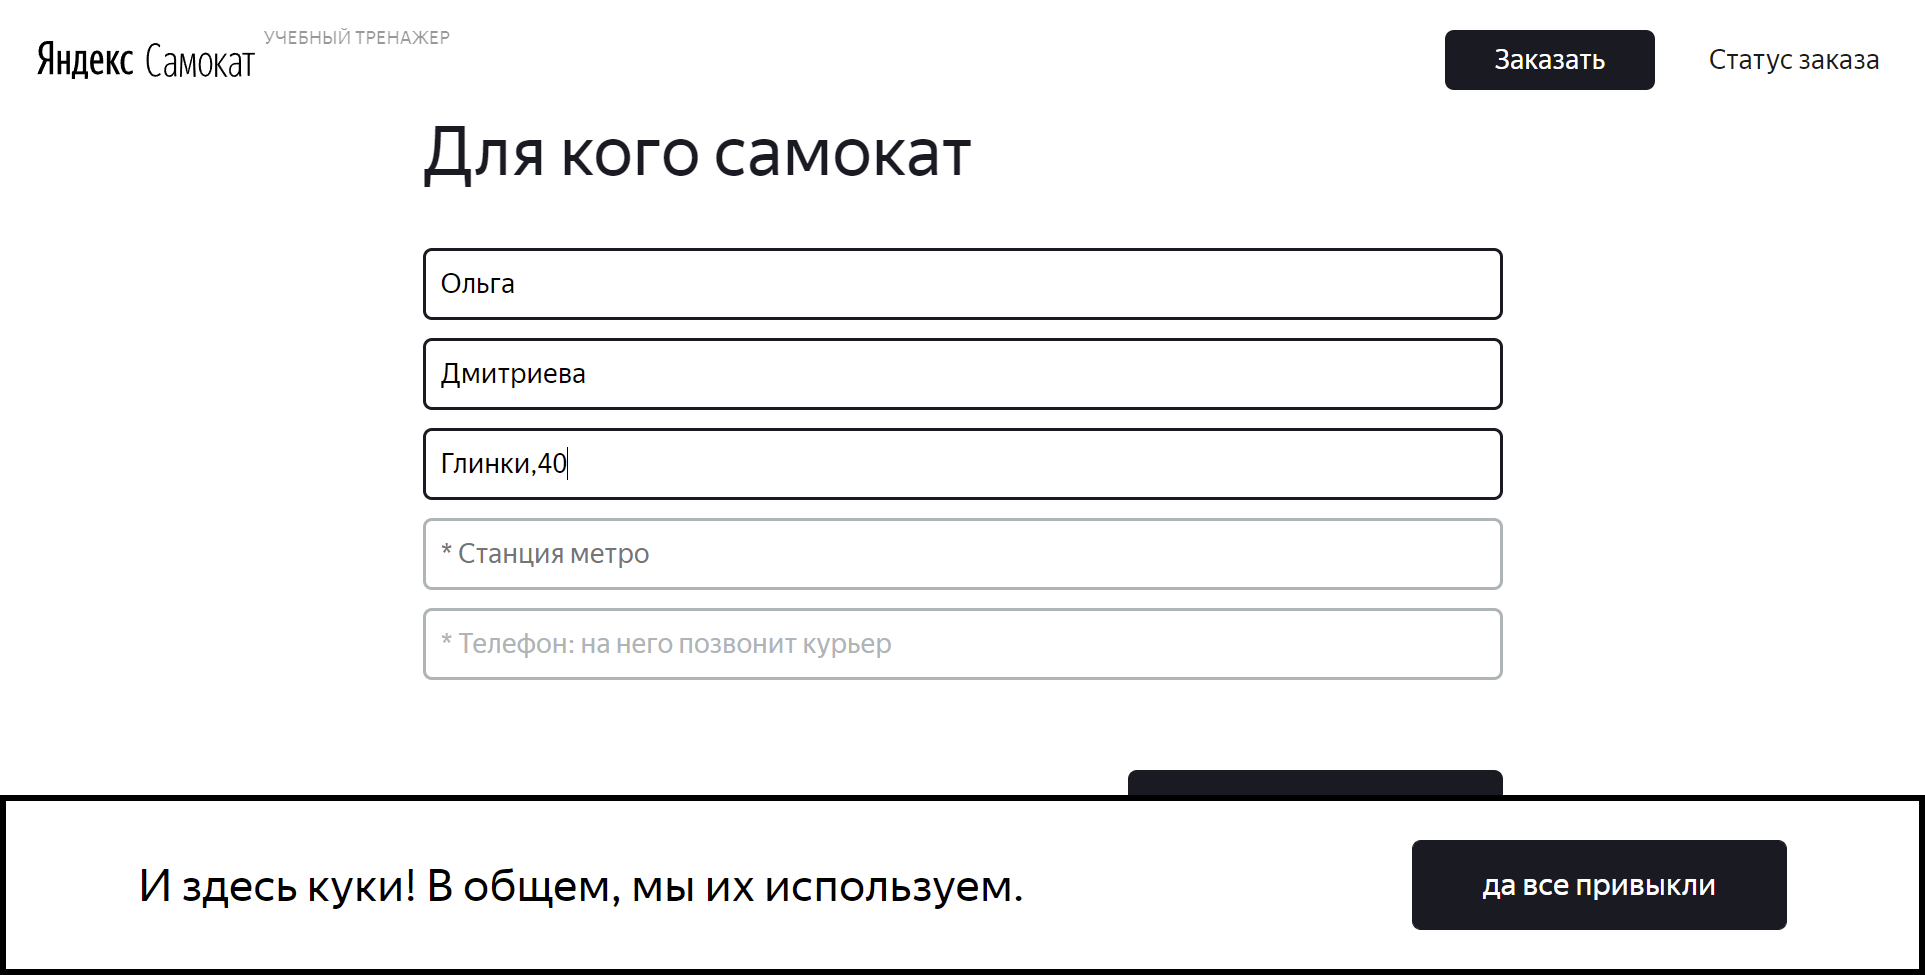 Яндекс Самокат
УЧЕБНЫЙ ТРЕНАЖЕР
Заказать
Статус заказа
Для кого самокат
Ольга
Дмитриева
Глинки,40
* Станция метро
* Телефон: на него позвонит курьер
И здесь куки! В общем, мы их используем.
да все привыкли